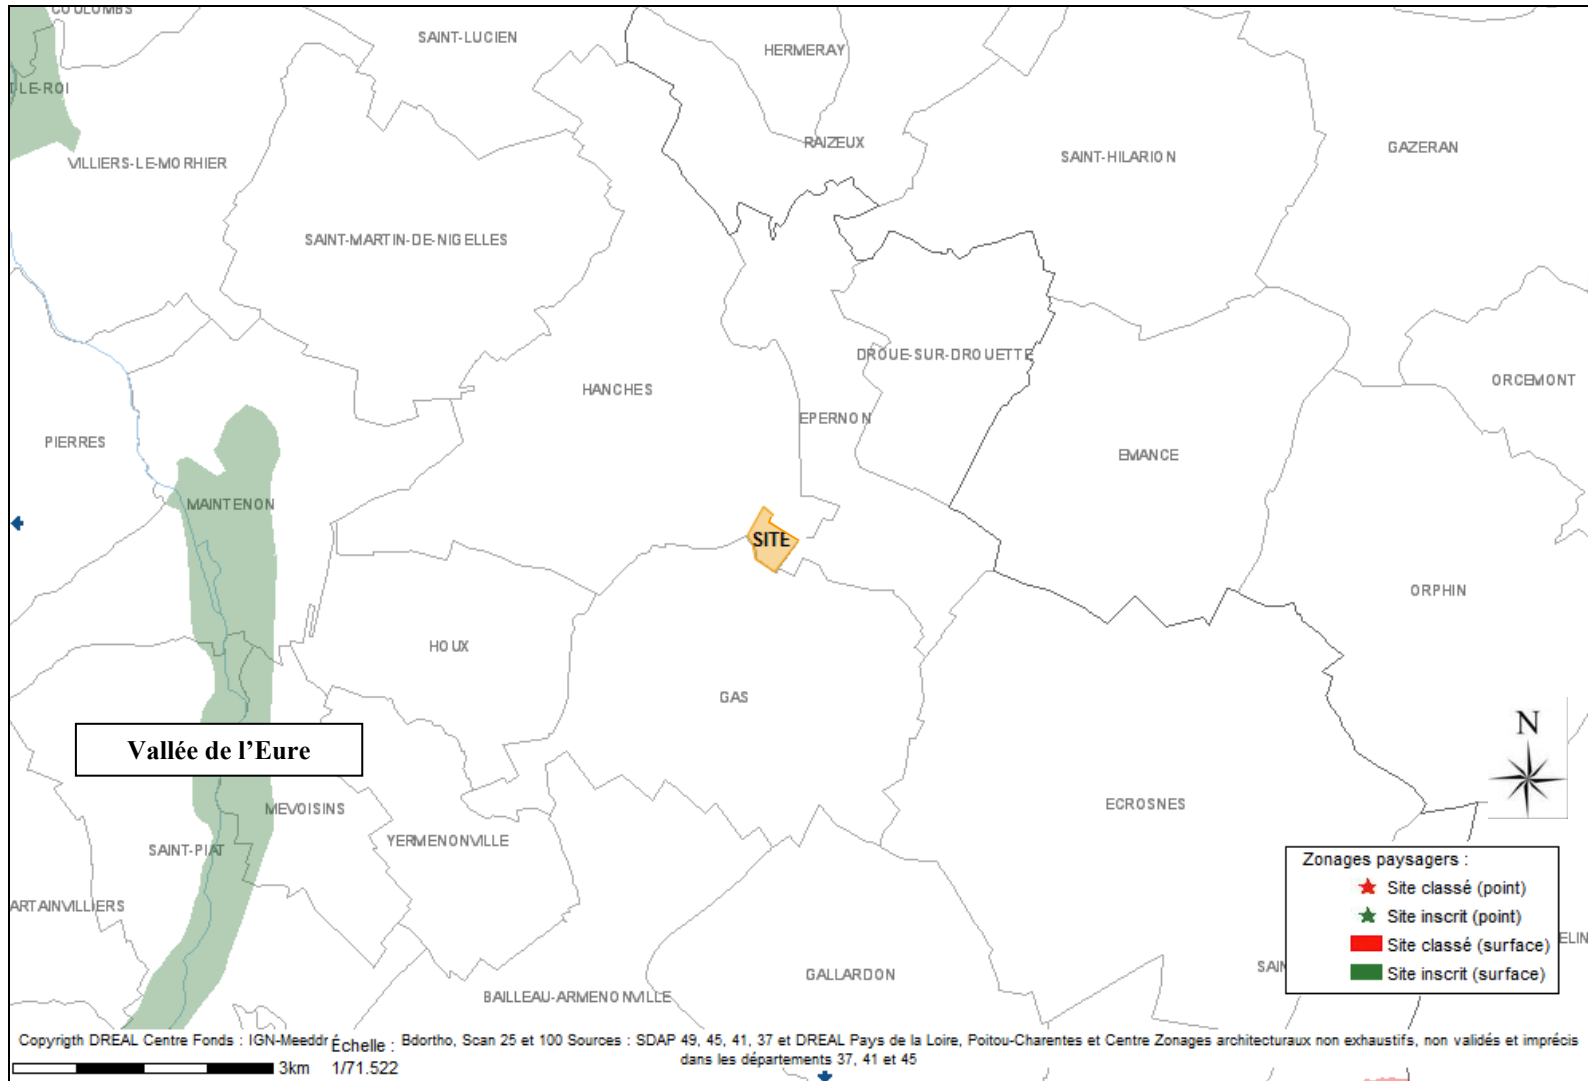 COULOMBS
SAINT-LUCIEN
HERMERAY
T-LE-ROI
RAIZEUX
GAZERAN
VILLIERS-LE-MORHIER
SAINT-HILARION
SAINT-MARTIN-DE-NIGELLES
DROUE-SUR-DROUETTE
HANCHES
ORCEMONT
EPERNON
PIERRES
EMANCE
MAINTENON
SITE
ORPHIN
HOUX
GAS
N
Vallée de l'Eure
MEVOISINS
ECROSNES
YERMENONVILLE
SAINT-PIAT
ARTAINVILLIERS
Zonages paysagers :
Site classé (point)
Site inscrit (point)
Site classé (surface)
Site inscrit (surface)
ELIN
SAIN
GALLARDON
BAILLEAU-ARMENONVILLE
Copyrigth DREAL Centre Fonds : IGN-Meeddr Échelle : Bdortho, Scan 25 et 100 Sources : SDAP 49, 45, 41, 37 et DREAL Pays de la Loire, Poitou-Charentes et Centre Zonages architecturaux non exhaustifs, non validés et imprécis
dans les départements 37, 41 et 45
3km 1/71.522